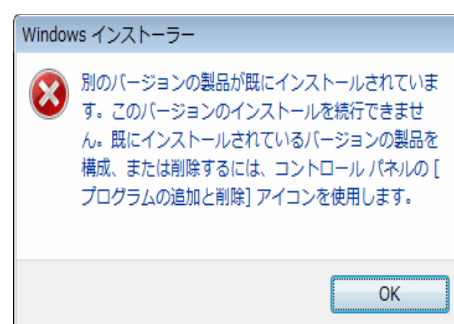 Windows インストーラー
別のバージョンの製品が既にインストールされていま
す。このバージョンのインストールを続行できませ
ん。既にインストールされているバージョンの製品を
構成、または削除するには、コントロール パネルの [
プログラムの追加と削除] アイコンを使用します。
OK